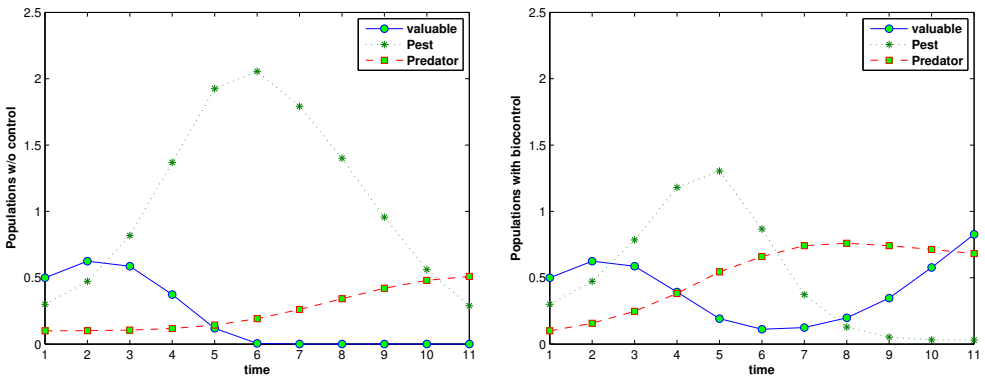 Populations w/o control
2.5
2
1.5
1
0.5
0
1 2 3 4 5 6 7 8 9 10 11
time
valuable
Pest
Predator
Populations with biocontrol
2.5
2
1.5
1
0.5
0
1 2 3 4 5 6 7 8 9 10 11
time
valuable
Pest
Predator